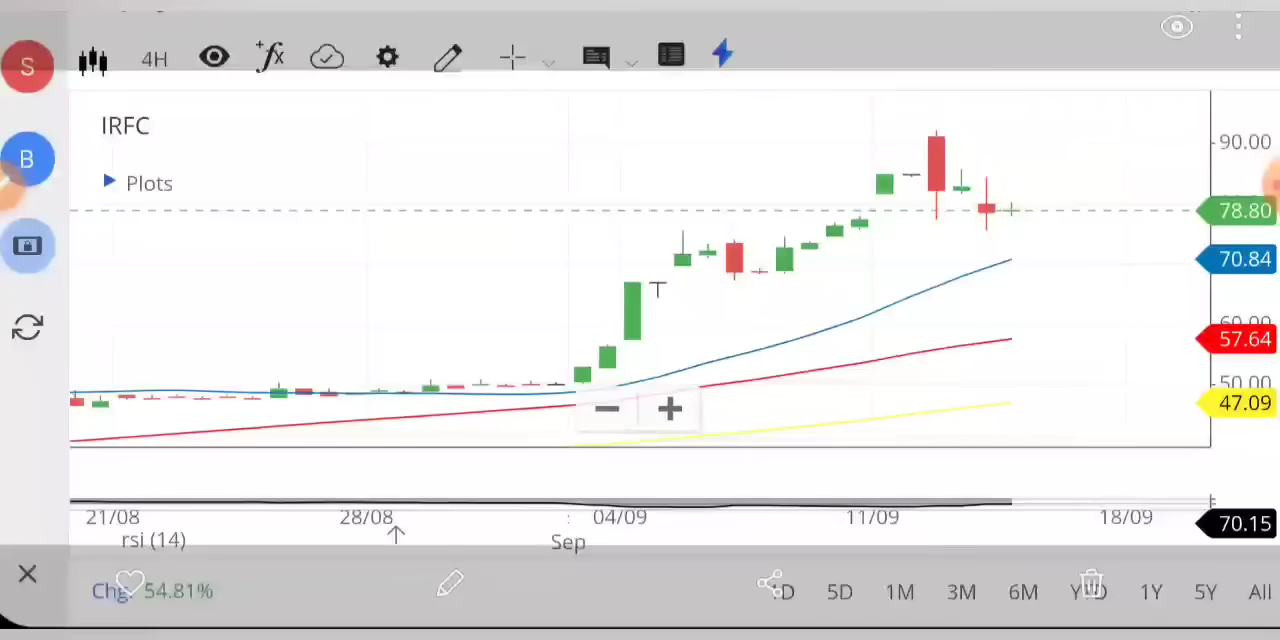 S
4H
fx
B
IRFC
Plots
90.00
78.80
70.84
60.00
57.64
50.00
47.09
21/08
28/08
04/09
11/09
18/09
70.15
rsi (14)
Sep
Chg: 54.81%
1D 5D 1M 3M 6M YTD 1Y 5Y All